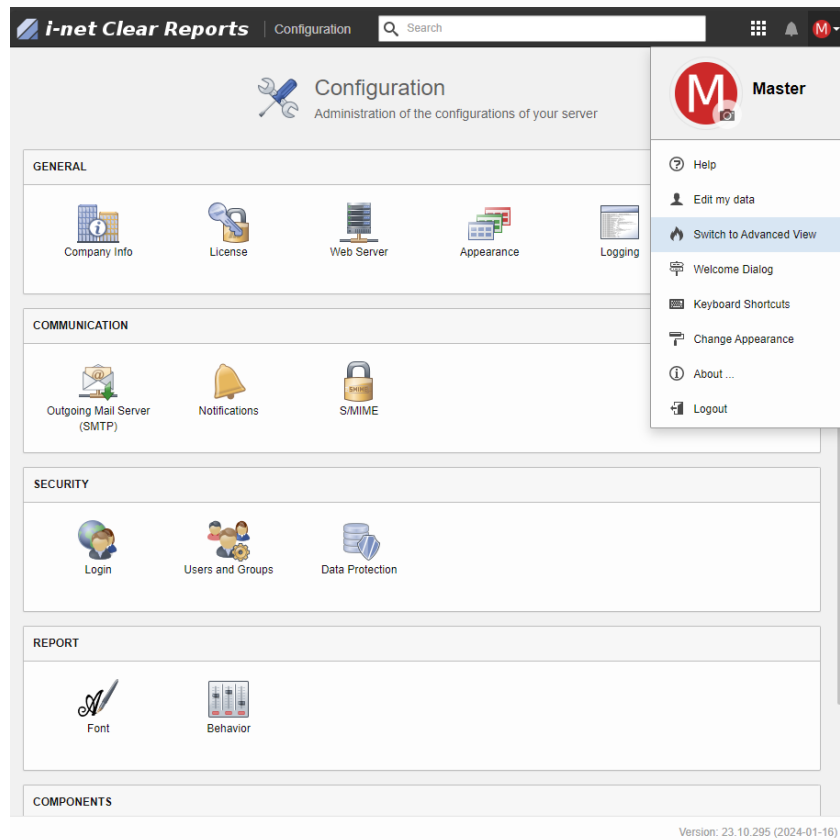 i-net Clear Reports
Configuration
Search
M
Configuration
Administration of the configurations of your server
M
Master
Help
Edit my data
Switch to Advanced View
Welcome Dialog
Keyboard Shortcuts
Change Appearance
About ...
Logout
GENERAL
Company Info
License
Web Server
Appearance
Logging
COMMUNICATION
Outgoing Mail Server
(SMTP)
Notifications
S/MIME
SECURITY
Login
Users and Groups
Data Protection
REPORT
Font
Behavior
COMPONENTS
Version: 23.10.295 (2024-01-16)